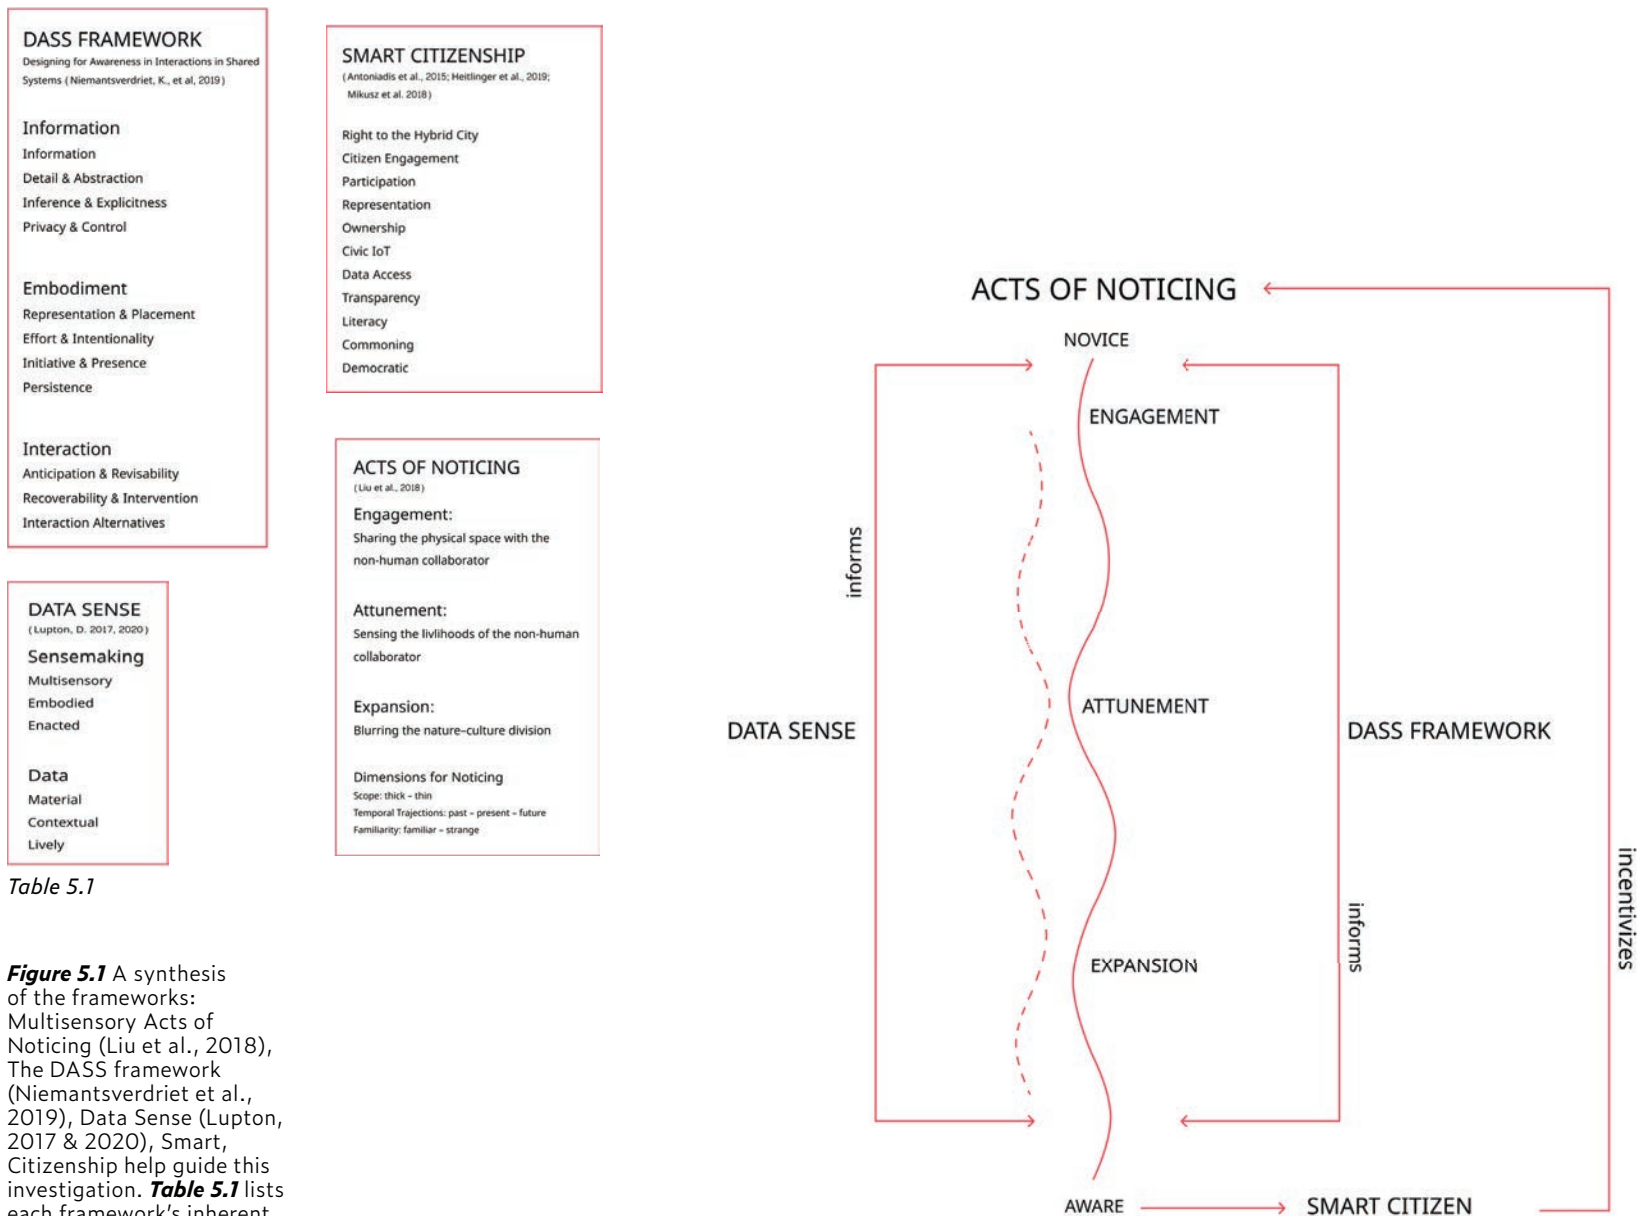 DASS FRAMEWORK
Designing for Awareness in Interactions in Shared
Systems ( Niemantsverdriet, K., et al, 2019 )
Information
Information
Detail & Abstraction
Inference & Explicitness
Privacy & Control
Embodiment
Representation & Placement
Effort & Intentionality
Initiative & Presence
Persistence
Interaction
Anticipation & Revisability
Recoverability & Intervention
Interaction Alternatives
DATA SENSE
( Lupton, D. 2017, 2020 )
Sensemaking
Multisensory
Embodied
Enacted
Data
Material
Contextual
Lively
Table 5.1
SMART CITIZENSHIP
( Antoniadis et al., 2015; Heitlinger et al., 2019;
Mikusz et al. 2018 )
Right to the Hybrid City
Citizen Engagement
Participation
Representation
Ownership
Civic IoT
Data Access
Transparency
Literacy
Commoning
Democratic
ACTS OF NOTICING
( Liu et al., 2018 )
Engagement:
Sharing the physical space with the
non-human collaborator
Attunement:
Sensing the livlihoods of the non-human
collaborator
Expansion:
Blurring the nature–culture division
Dimensions for Noticing
Scope: thick – thin
Temporal Trajections: past – present – future
Familiarity: familiar – strange
Figure 5.1 A synthesis
of the frameworks:
Multisensory Acts of
Noticing (Liu et al., 2018),
The DASS framework
(Niemantsverdriet et al.,
2019), Data Sense (Lupton,
2017 & 2020), Smart,
Citizenship help guide this
investigation. Table 5.1 lists
each framework's inherent
ACTS OF NOTICING
NOVICE
ENGAGEMENT
informs
ATTUNEMENT
DATA SENSE
DASS FRAMEWORK
incentivizes
informs
EXPANSION
AWARE
SMART CITIZEN